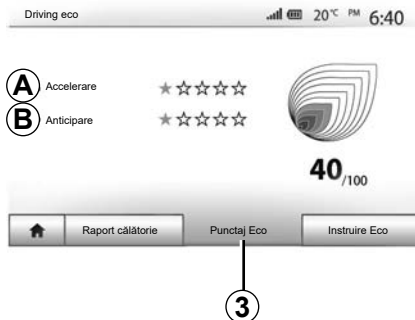 Driving eco 20°C PM 6:40
A Accelerare
B Anticipare
40/100
Raport călătorie Punctaj Eco Instruire Eco
3